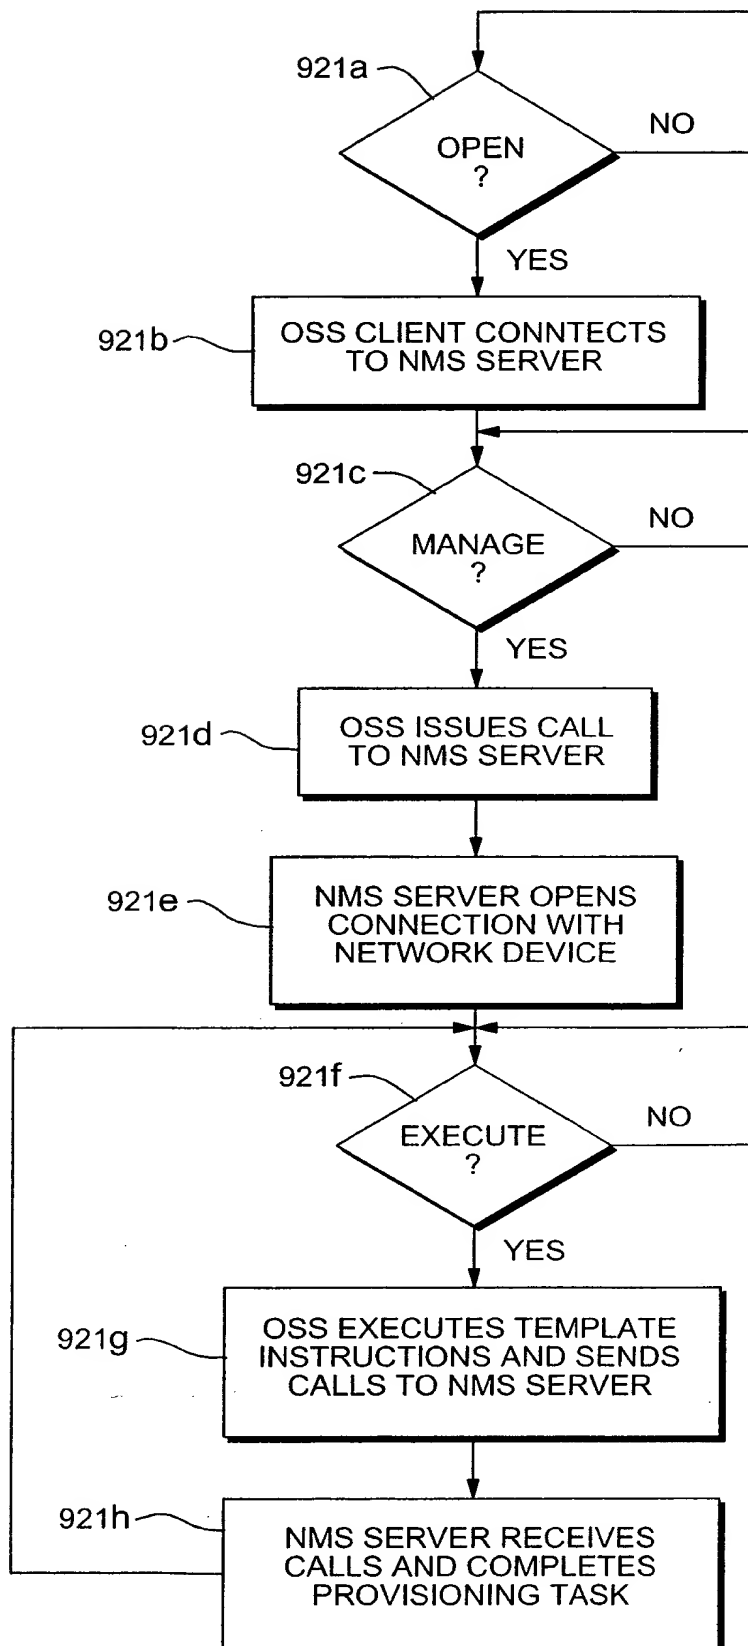 921a
OPEN
?
NO
YES
921b
OSS CLIENT CONNTECTS
TO NMS SERVER
921c
MANAGE
?
NO
YES
921d
OSS ISSUES CALL
TO NMS SERVER
921e
NMS SERVER OPENS
CONNECTION WITH
NETWORK DEVICE
921f
EXECUTE
?
NO
YES
921g
OSS EXECUTES TEMPLATE
INSTRUCTIONS AND SENDS
CALLS TO NMS SERVER
921h
NMS SERVER RECEIVES
CALLS AND COMPLETES
PROVISIONING TASK